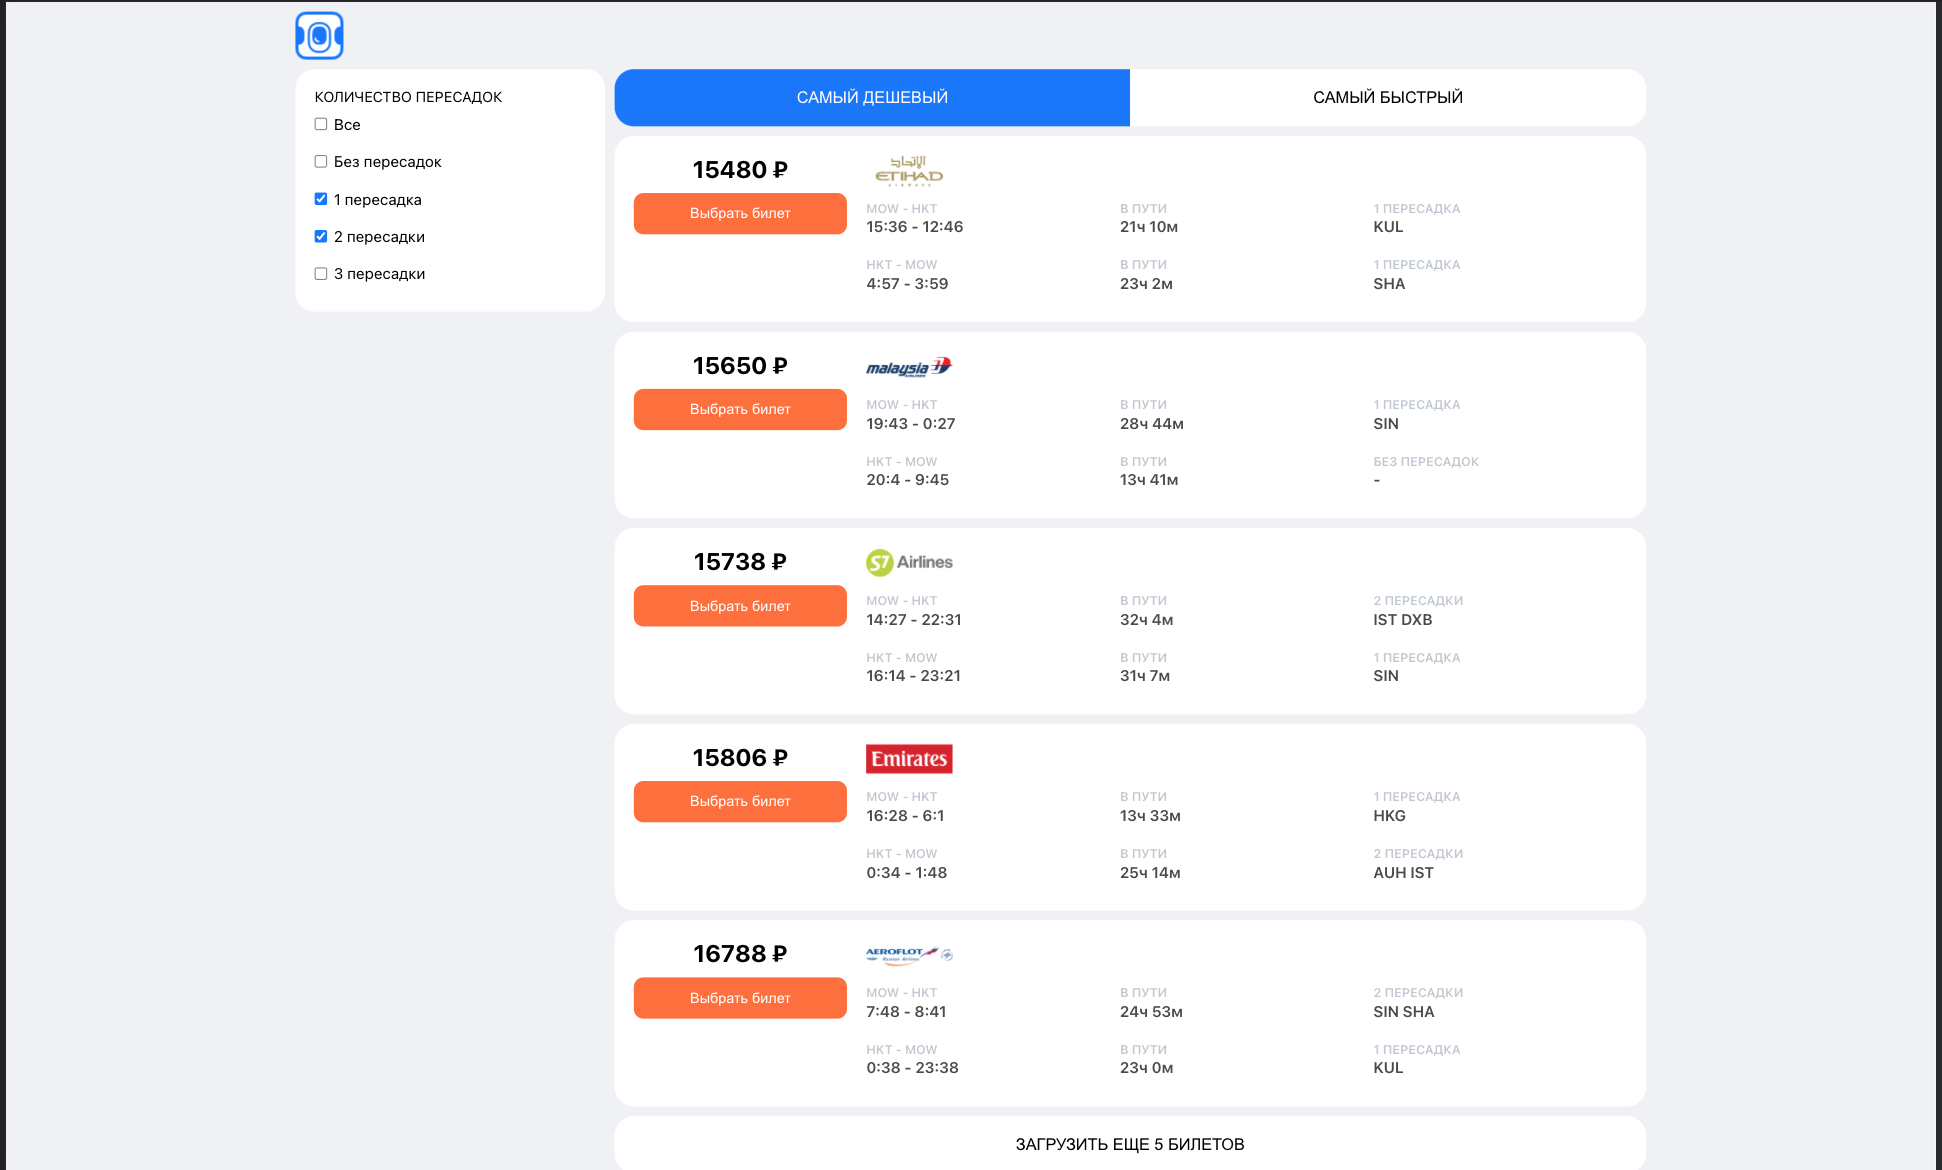 КОЛИЧЕСТВО ПЕРЕСАДОК
Все
Без пересадок
1 пересадка
2 пересадки
3 пересадки
САМЫЙ ДЕШЕВЫЙ
САМЫЙ БЫСТРЫЙ
15480 ₽
Выбрать билет
الإتحاد
ETIHAD
AIRWAYS
MOW - HKT В ПУТИ 1 ПЕРЕСАДКА
15:36 - 12:46 21ч 10м KUL
HKT - MOW В ПУТИ 1 ПЕРЕСАДКА
4:57 - 3:59 23ч 2м SHA
15650 ₽
Выбрать билет
malaysia
MOW - HKT В ПУТИ 1 ПЕРЕСАДКА
19:43 - 0:27 28ч 44м SIN
HKT - MOW В ПУТИ БЕЗ ПЕРЕСАДОК
20:4 - 9:45 13ч 41м -
15738 ₽
Выбрать билет
S7 Airlines
MOW - HKT В ПУТИ 2 ПЕРЕСАДКИ
14:27 - 22:31 32ч 4м IST DXB
HKT - MOW В ПУТИ 1 ПЕРЕСАДКА
16:14 - 23:21 31ч 7м SIN
15806 ₽
Выбрать билет
Emirates
MOW - HKT В ПУТИ 1 ПЕРЕСАДКА
16:28 - 6:1 13ч 33м HKG
HKT - MOW В ПУТИ 2 ПЕРЕСАДКИ
0:34 - 1:48 25ч 14м AUH IST
16788 ₽
Выбрать билет
AEROFLOT
Russian Airlines
MOW - HKT В ПУТИ 2 ПЕРЕСАДКИ
7:48 - 8:41 24ч 53м SIN SHA
HKT - MOW В ПУТИ 1 ПЕРЕСАДКА
0:38 - 23:38 23ч 0м KUL
ЗАГРУЗИТЬ ЕЩЕ 5 БИЛЕТОВ